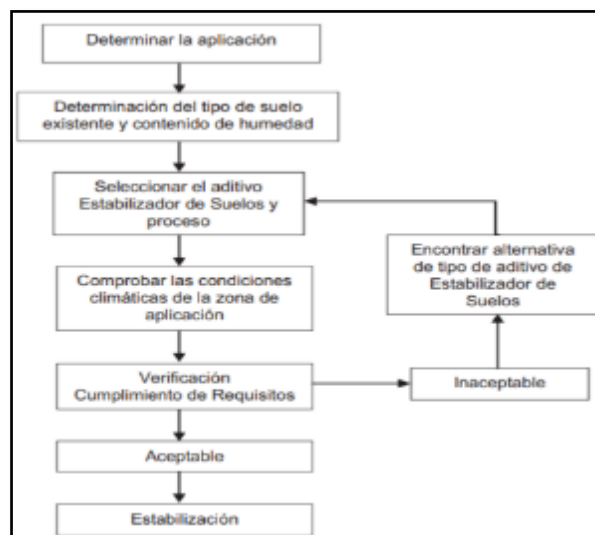 Determinar la aplicación
Determinación del tipo de suelo
existente y contenido de humedad
Seleccionar el aditivo
Estabilizador de Suelos y
proceso
Comprobar las condiciones
climáticas de la zona de
aplicación
Verificación
Cumplimiento de Requisitos
Aceptable
Estabilización
Encontrar alternativa
de tipo de aditivo de
Estabilizador de
Suelos
Inaceptable